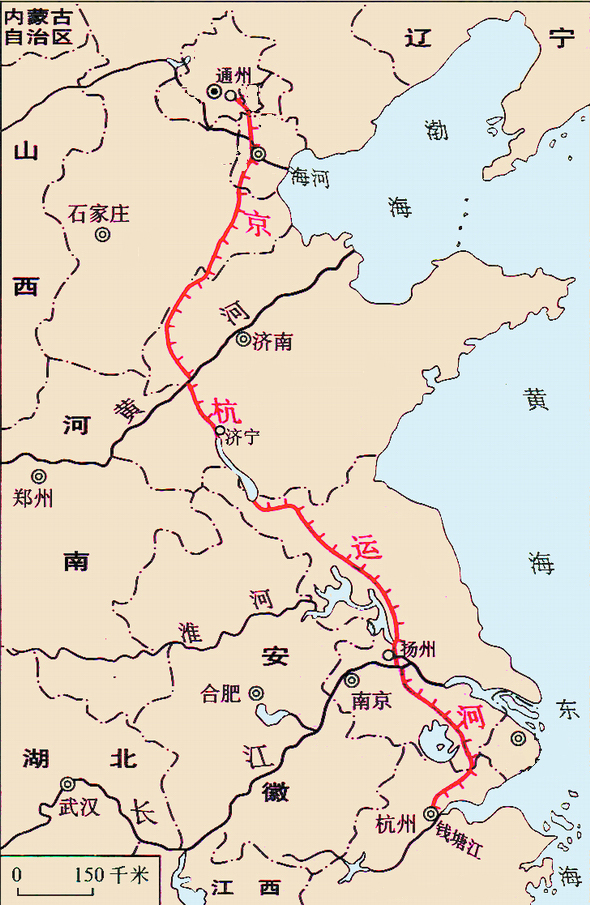 内蒙古
自治区
辽 宁
通州
渤
山
海河
海
石家庄
京
西
河
济南
黄
杭
黄
河
济宁
郑州
运
南
海
河
淮
扬州
安
合肥
南京
河
东
江
湖 北
徽
武汉
长
杭州
钱塘江
海
0 150 千米
江 西